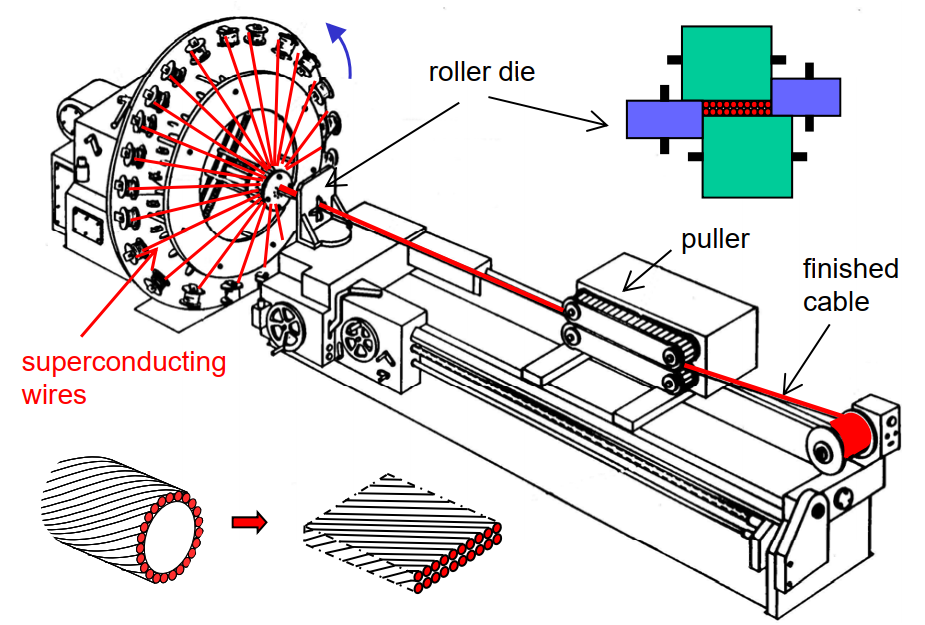 roller die
puller
finished
cable
superconducting
wires